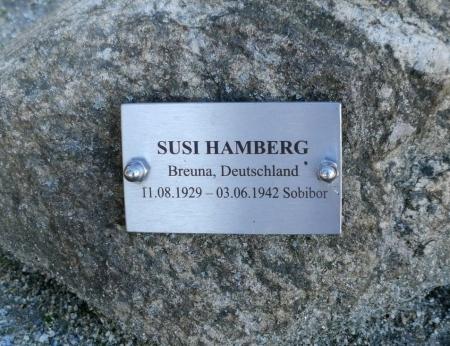 SUSI HAMBERG
Breuna, Deutschland
11.08.1929 – 03.06.1942 Sobibor